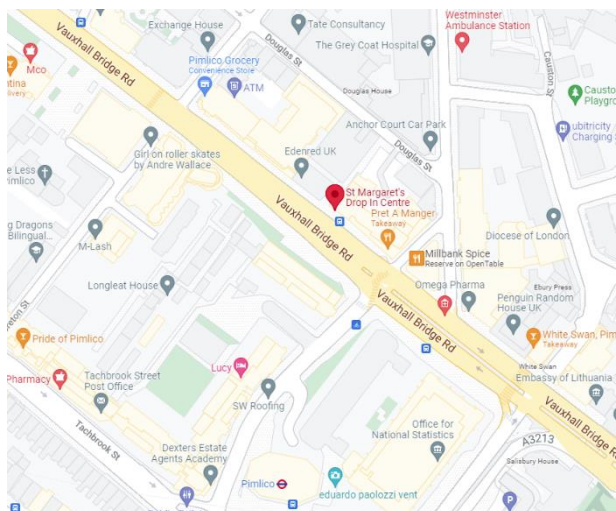 Westminster
Ambulance Station
Exchange House
Tate Consultancy
The Grey Coat Hospital
Vauxhall Bridge Rd
Douglas St
Causton St
Mco
Pimlico Grocery
Convenience Store
ATM
Douglas House
Causton
Playgro
ubitricity
Charging S
Anchor Court Car Park
Girl on roller skates
by Andre Wallace
Edenred UK
Douglas St
e Less
Pimlico
St Margaret's
Drop In Centre
Pret A Manger
Takeaway
Vauxhall Bridge Rd
g Dragons
Bilingual...
M-Lash
Diocese of London
Millbank Spice
Reserve on OpenTable
Longleat House
Omega Pharma
Ebury Press
Penguin Random
House UK
Vauxhall Bridge Rd
Pride of Pimlico
White Swan, Pim
Takeaway
White Swan
Lucy
Pharmacy
Tachbrook Street
Post Office
Embassy of Lithuania
SW Roofing
Office for
National Statistics
A3213
Tachbrook St
Salisbury House
Dexters Estate
Agents Academy
Pimlico
eduardo paolozzi vent
P